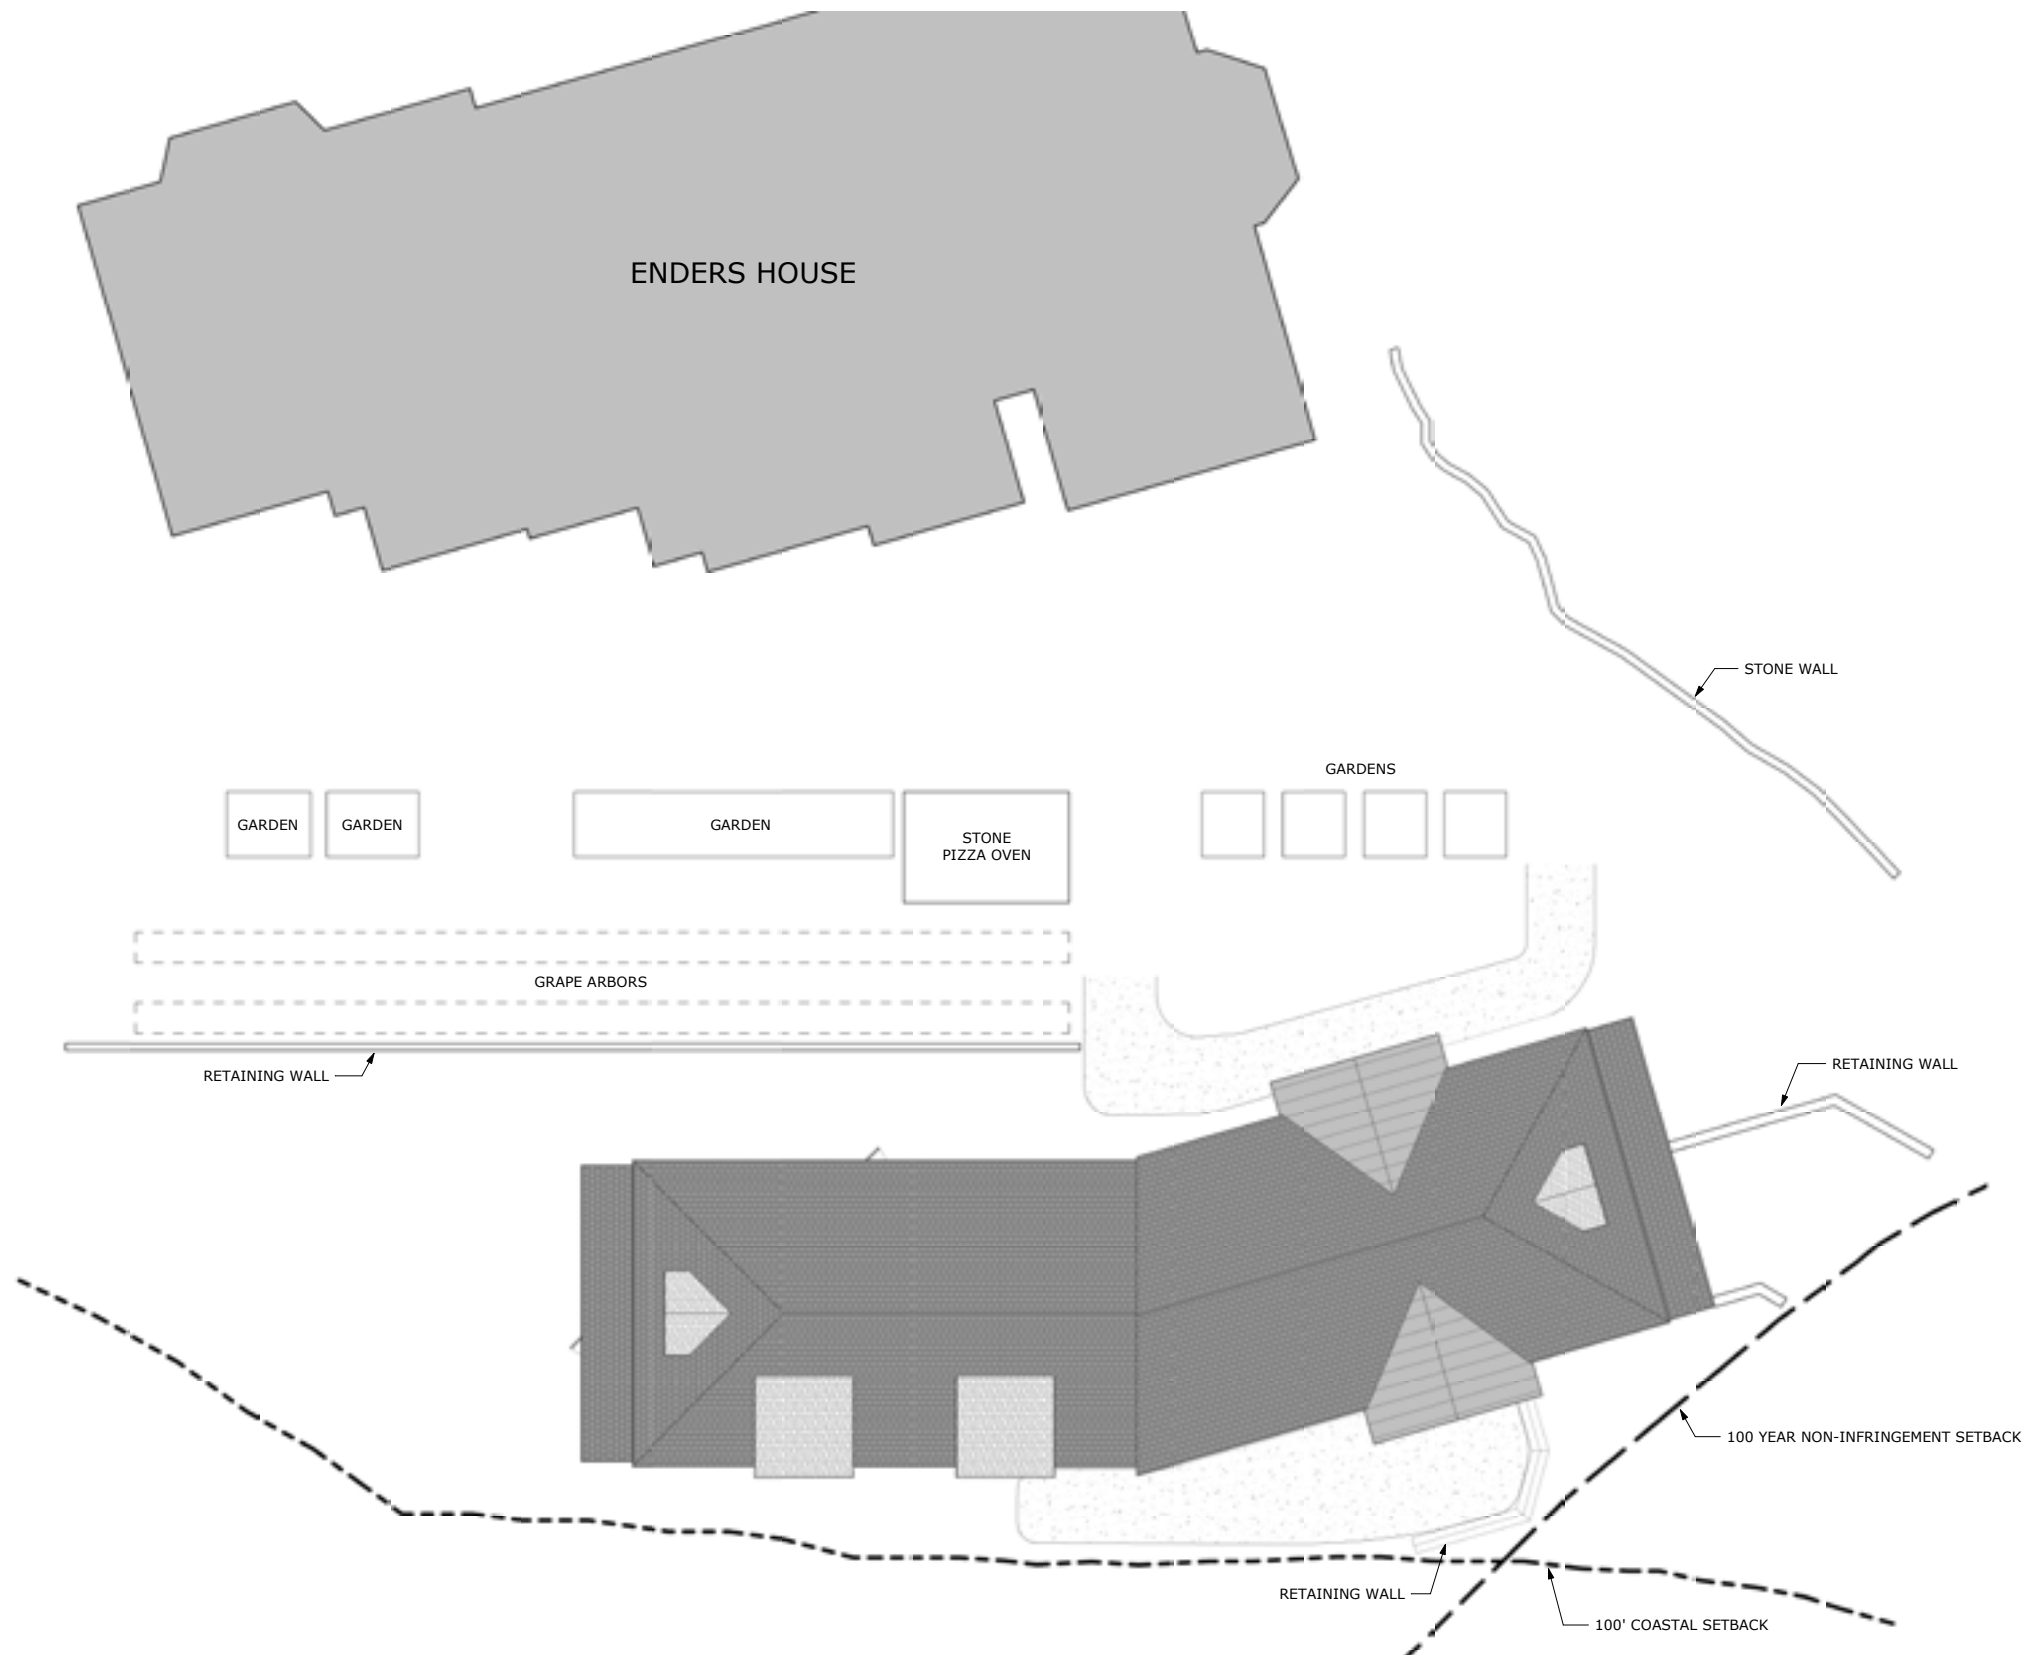 ENDERS HOUSE
STONE WALL
GARDENS
GARDEN
GARDEN
GARDEN
STONE
PIZZA OVEN
GRAPE ARBORS
RETAINING WALL
RETAINING WALL
100 YEAR NON-INFRINGEMENT SETBACK
RETAINING WALL
100' COASTAL SETBACK